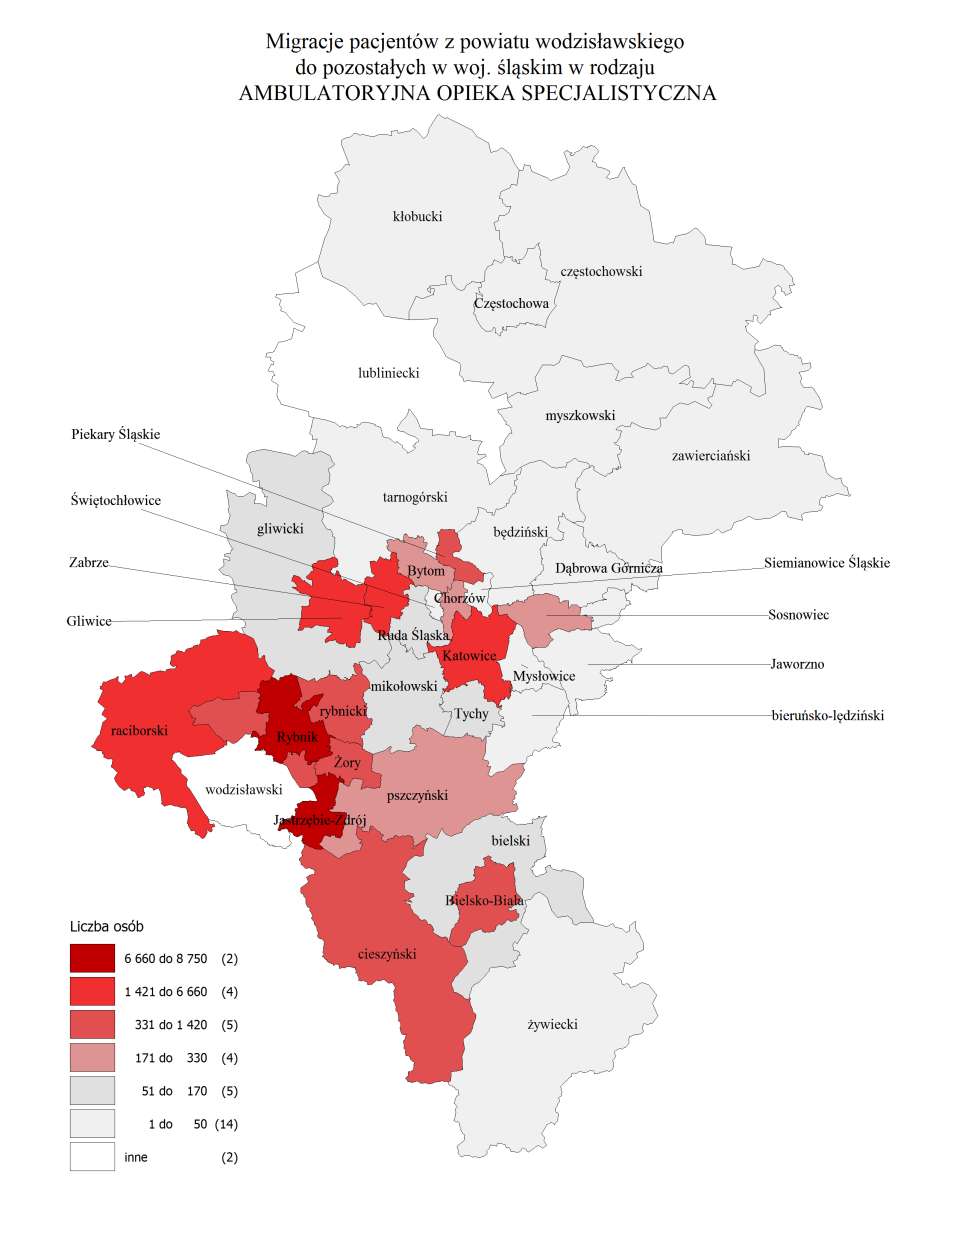 Migracje pacjentów z powiatu wodzisławskiego
do pozostałych w woj. śląskim w rodzaju
AMBULATORYJNA OPIEKA SPECJALISTYCZNA
kłobucki
częstochowski
Częstochowa
lubliniecki
myszkowski
Piekary Śląskie
zawierciański
Świętochłowice
tarnogórski
gliwicki
będziński
Zabrze
Bytom
Dąbrowa Górnicza
Siemianowice Śląskie
Chorzów
Gliwice
Sosnowiec
Ruda Śląska
Katowice
Jaworzno
Mysłowice
mikołowski
rybnicki
Tychy
bieruńsko-lędziński
raciborski
Rybnik
Żory
wodzisławski
pszczyński
Jastrzębie-Zdrój
bielski
Bielsko-Biała
cieszyński
żywiecki
Liczba osób
6 660 do 8 750 (2)
1 421 do 6 660 (4)
331 do 1 420 (5)
171 do 330 (4)
51 do 170 (5)
1 do 50 (14)
inne (2)